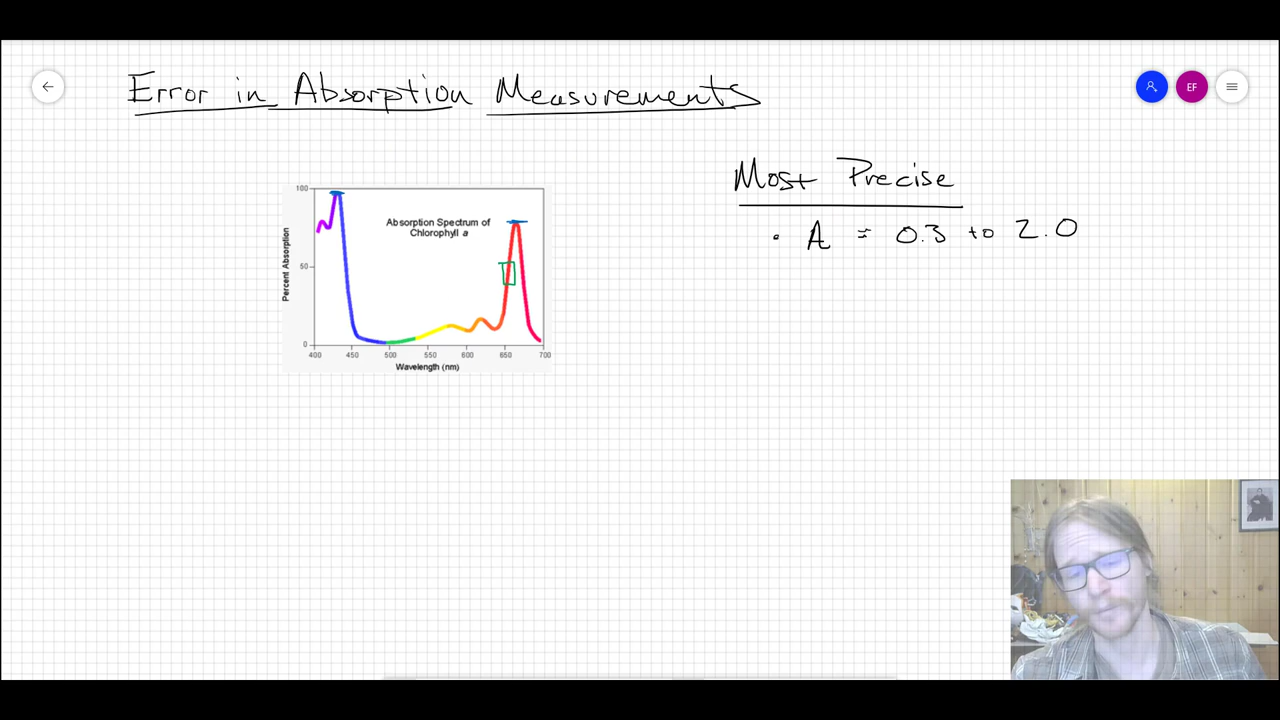 Error in Absorption Measurements
EF
Most Precise
• A = 0.3 to 2.0
100
50
0
Percent Absorption
Absorption Spectrum of
Chlorophyll a
400 450 500 550 600 650 700
Wavelength (nm)